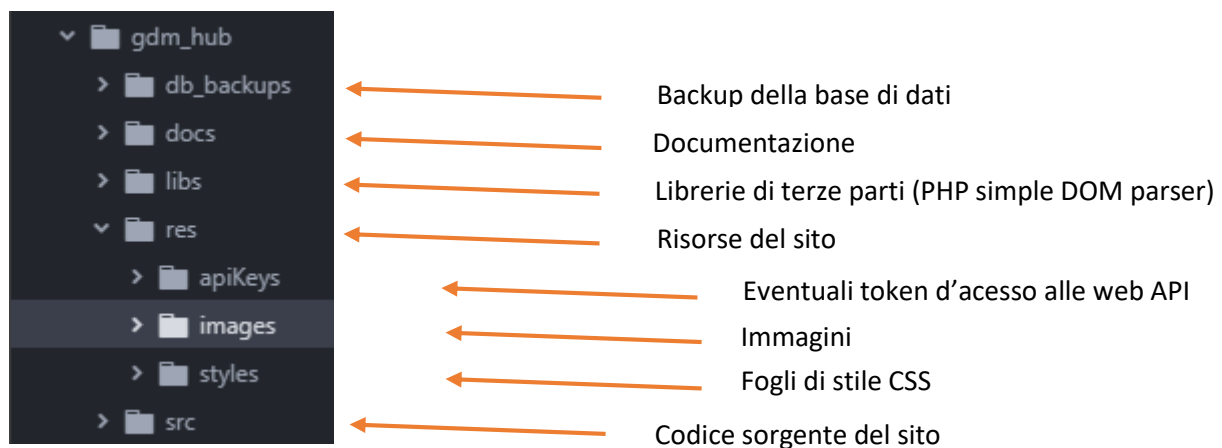 gdm_hub
db_backups
Backup della base di dati
docs
Documentazione
libs
Librerie di terze parti (PHP simple DOM parser)
res
Risorse del sito
apiKeys
Eventuali token d’acesso alle web API
images
Immagini
styles
Fogli di stile CSS
src
Codice sorgente del sito